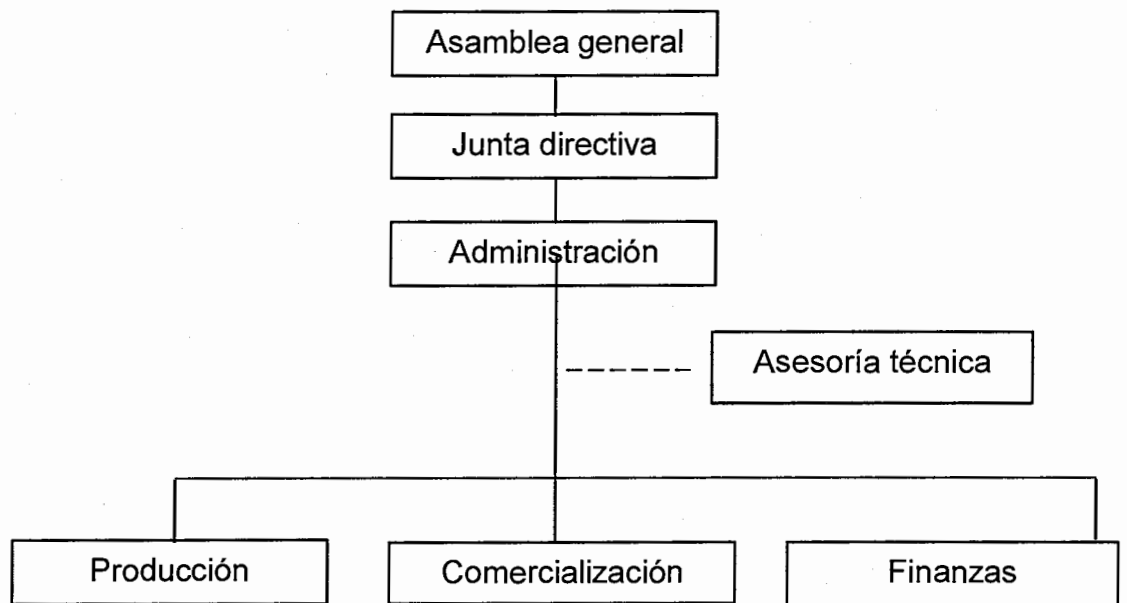 Asamblea general
Junta directiva
Administración
Asesoría técnica
Producción
Comercialización
Finanzas